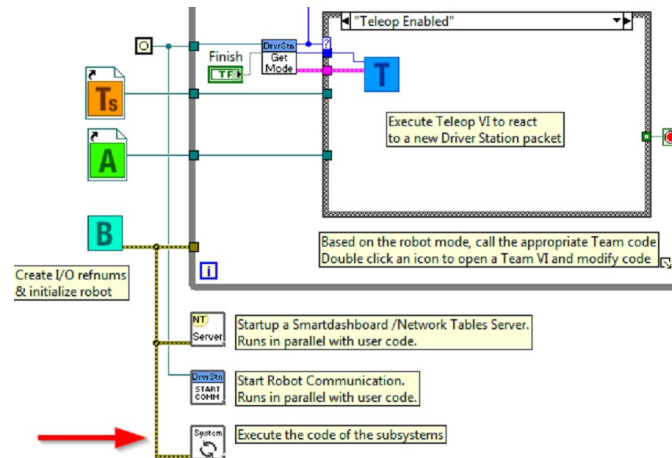 "Teleop Enabled"
DrvrStn
Get
Mode
Finish
TF
T
?
Ts
Execute Teleop VI to react
to a new Driver Station packet
A
B
Based on the robot mode, call the appropriate Team code
Double click an icon to open a Team VI and modify code
i
Create I/O refnums
& initialize robot
NT
Server
Startup a Smartdashboard /Network Tables Server.
Runs in parallel with user code.
DrvrStn
START
COMM
Start Robot Communication.
Runs in parallel with user code.
System
Execute the code of the subsystems